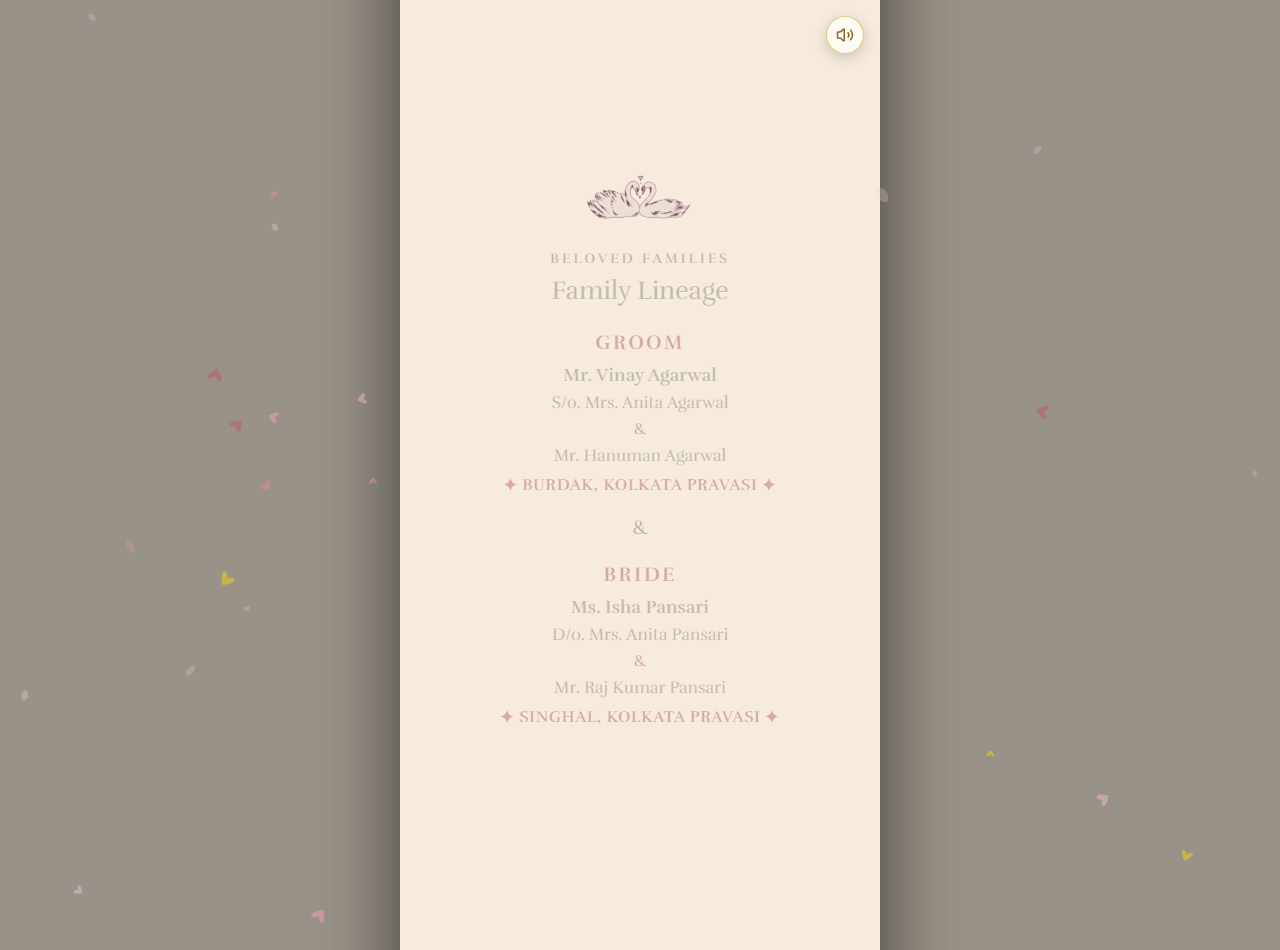 BELOVED FAMILIES
Family Lineage
GROOM
Mr. Vinay Agarwal
S/o. Mrs. Anita Agarwal
&
Mr. Hanuman Agarwal
✦ BURDAK, KOLKATA PRAVASI ✦
&
BRIDE
Ms. Isha Pansari
D/o. Mrs. Anita Pansari
&
Mr. Raj Kumar Pansari
✦ SINGHAL, KOLKATA PRAVASI ✦